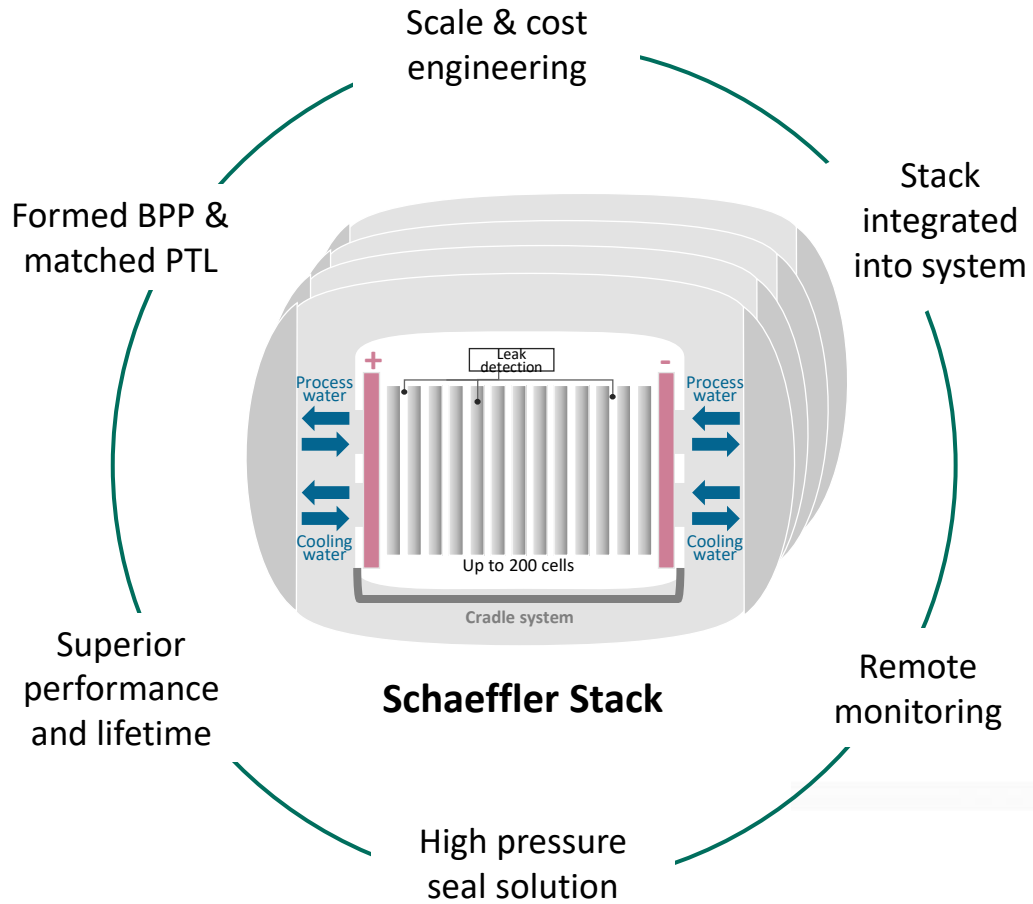 Scale & cost
engineering
Formed BPP &
matched PTL
Stack
integrated
into system
Leak
detection
+
-
Process
water
Process
water
Cooling
water
Cooling
water
Up to 200 cells
Cradle system
Schaeffler Stack
Superior
performance
and lifetime
Remote
monitoring
High pressure
seal solution